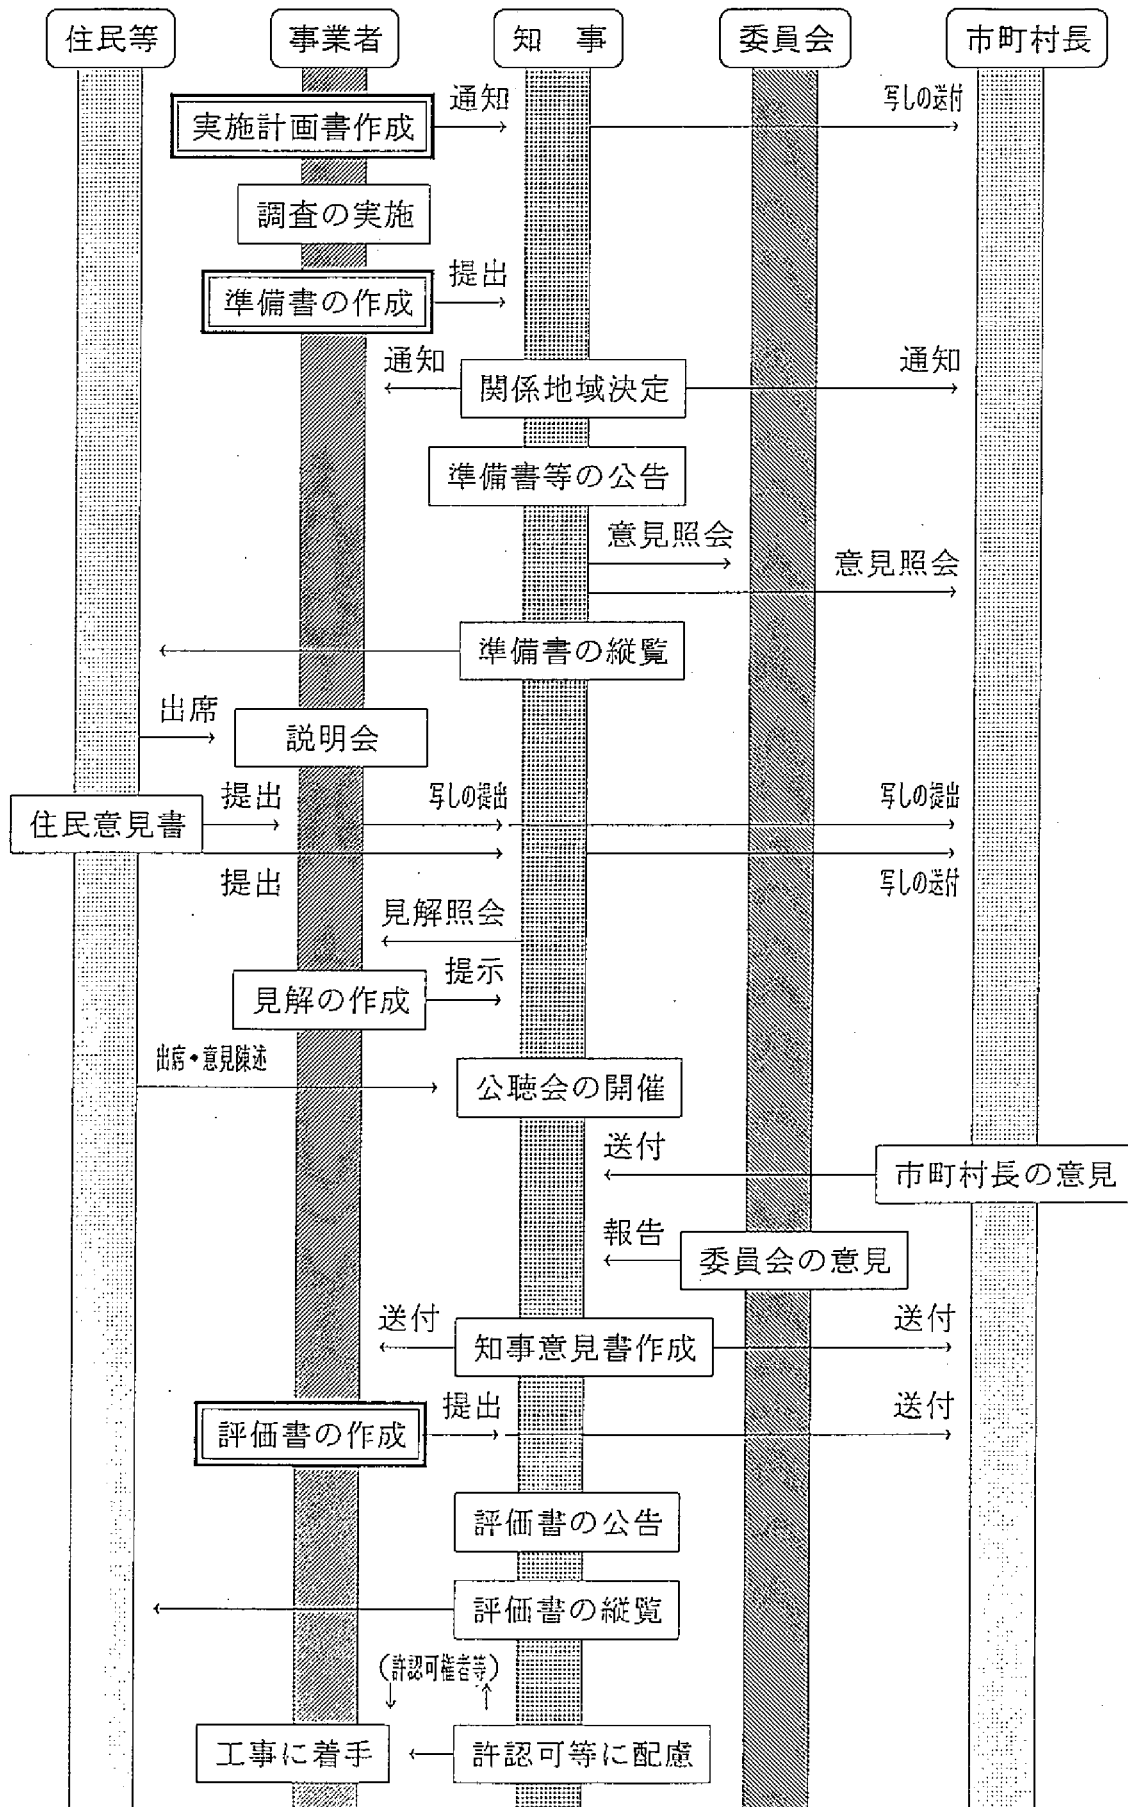 住民等
事業者
知　事
委員会
市町村長
通知
写しの送付
実施計画書作成
調査の実施
提出
準備書の作成
通知
通知
関係地域決定
準備書等の公告
意見照会
意見照会
準備書の縦覧
出席
説明会
提出
写しの提出
写しの提出
住民意見書
提出
写しの送付
見解照会
提示
見解の作成
出席・意見陳述
公聴会の開催
送付
市町村長の意見
報告
委員会の意見
送付
送付
知事意見書作成
提出
送付
評価書の作成
評価書の公告
評価書の縦覧
(許認可権者等)
工事に着手
許認可等に配慮